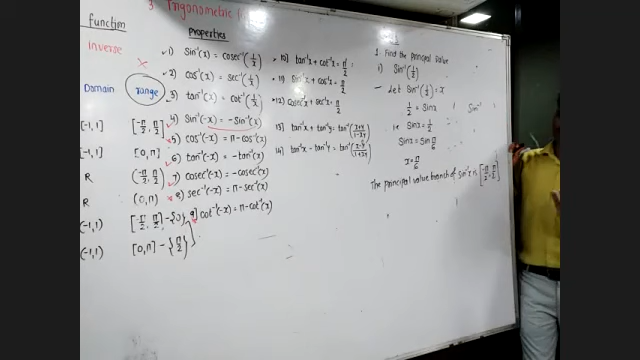 3. Trigonometric
function
Inverse
Domain range
[-1,1] [-π/2, π/2]
[-1,1] [0,π]
R (-π/2, π/2)
R (0,π)
(-1,1) [-π/2, π/2] - {0}
(-1,1) [0,π] - {π/2}
Properties
1) Sin⁻¹(x) = cosec⁻¹(1/x)
2) cos⁻¹(x) = sec⁻¹(1/x)
3) tan⁻¹(x) = cot⁻¹(1/x)
4) Sin⁻¹(-x) = -Sin⁻¹(x)
5) cos⁻¹(-x) = π-cos⁻¹(x)
6) tan⁻¹(-x) = -tan⁻¹(x)
7) cosec⁻¹(-x) = -cosec⁻¹(x)
8) sec⁻¹(-x) = π-sec⁻¹(x)
9] cot⁻¹(-x) = π-cot⁻¹(x)
10) tan⁻¹x + cot⁻¹x = π/2
11) Sin⁻¹x + cos⁻¹x = π/2
12) Cosec⁻¹x + sec⁻¹x = π/2
13) tan⁻¹x + tan⁻¹y = tan⁻¹(x+y/1-xy)
14) tan⁻¹x - tan⁻¹y = tan⁻¹(x-y/1+xy)
1. Find the principal value
i) Sin⁻¹(1/2)
- Let Sin⁻¹(1/2) = x
1/2 = Sinx Sin⁻¹
i.e Sinx = 1/2
Sinx = Sin π/6
x = π/6
The principal value branch of sin⁻¹ is [-π/2, π/2]